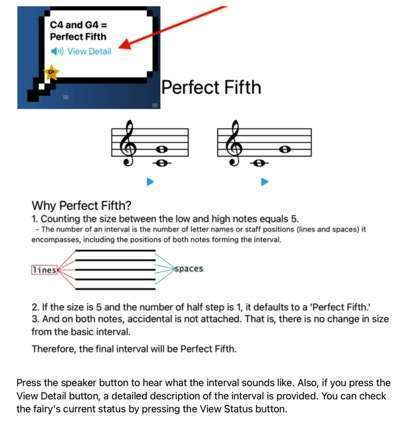 C4 and G4 =
Perfect Fifth
View Detail
Perfect Fifth
Why Perfect Fifth?
1. Counting the size between the low and high notes equals 5.
- The number of an interval is the number of letter names or staff positions (lines and spaces) it
encompasses, including the positions of both notes forming the interval.
lines
spaces
2. If the size is 5 and the number of half step is 1, it defaults to a 'Perfect Fifth.'
3. And on both notes, accidental is not attached. That is, there is no change in size
from the basic interval.
Therefore, the final interval will be Perfect Fifth.
Press the speaker button to hear what the interval sounds like. Also, if you press the
View Detail button, a detailed description of the interval is provided. You can check
the fairy's current status by pressing the View Status button.